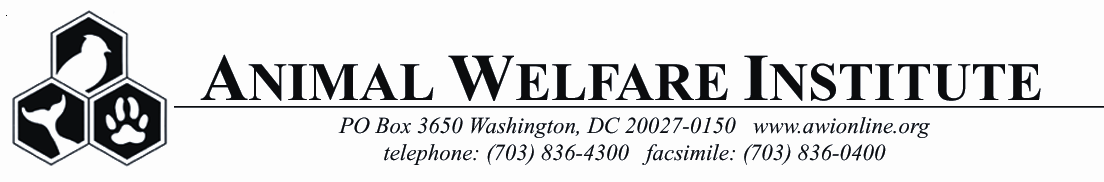 ANIMAL WELFARE INSTITUTE
PO Box 3650 Washington, DC 20027-0150 www.awionline.org
telephone: (703) 836-4300 facsimile: (703) 836-0400